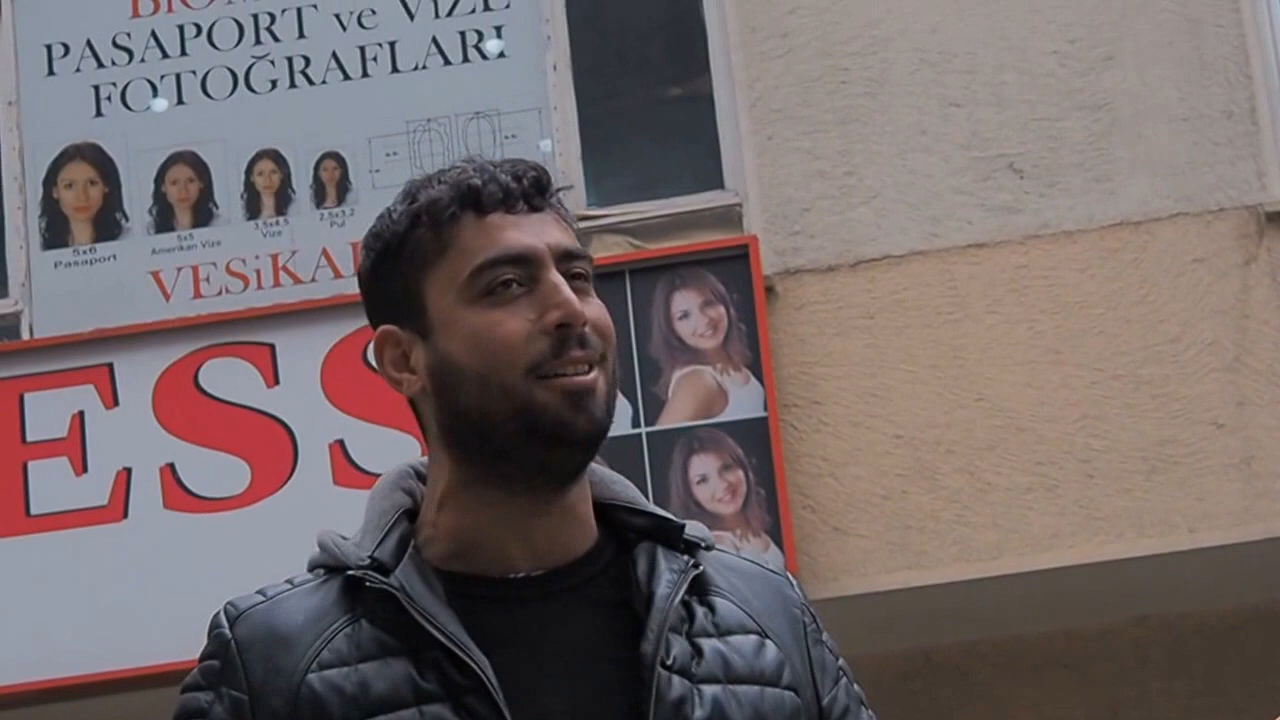 PASAPORT ve VİZE
FOTOĞRAFLARI
5x6
Pasaport
5x5
Amerikan Vize
3,5x4,5
Vize
2,5x3,2
Pul
VESiKAL
ESS